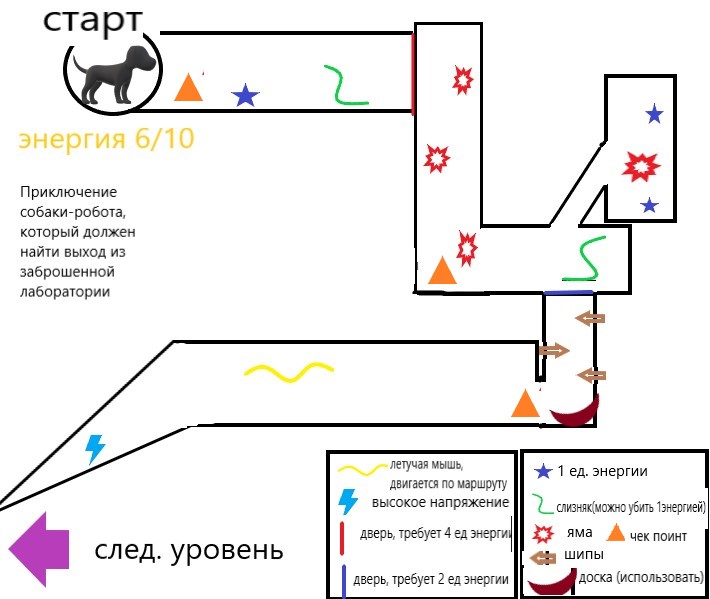 старт
энергия 6/10
Приключение
собаки-робота,
который должен
найти выход из
заброшенной
лаборатории
след. уровень
летучая мышь,
двигается по маршруту
высокое напряжение
дверь, требует 4 ед энергии
дверь, требует 2 ед энергии
1 ед. энергии
слизняк(можно убить 1энергией)
яма
чек поинт
шипы
доска (использовать)